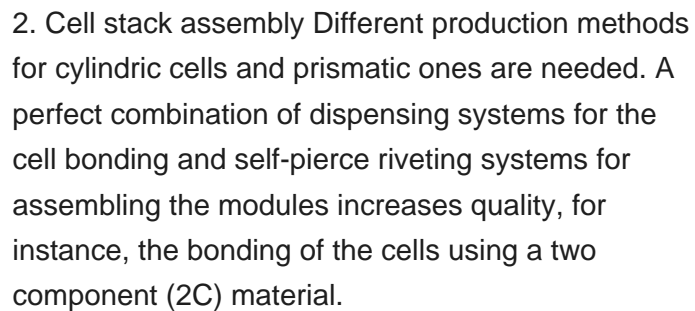 2. Cell stack assembly Different production methods
for cylindric cells and prismatic ones are needed. A
perfect combination of dispensing systems for the
cell bonding and self-pierce riveting systems for
assembling the modules increases quality, for
instance, the bonding of the cells using a two
component (2C) material.